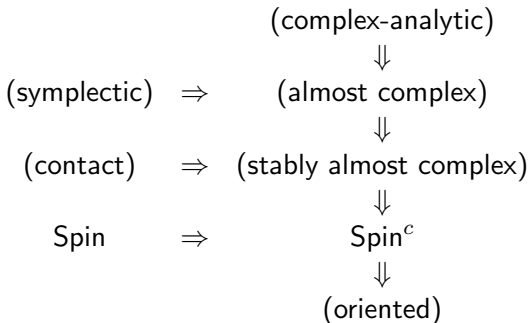 (complex-analytic)
⇓
(symplectic) ⇒ (almost complex)
⇓
(contact) ⇒ (stably almost complex)
⇓
Spin ⇒ Spin^c
⇓
(oriented)